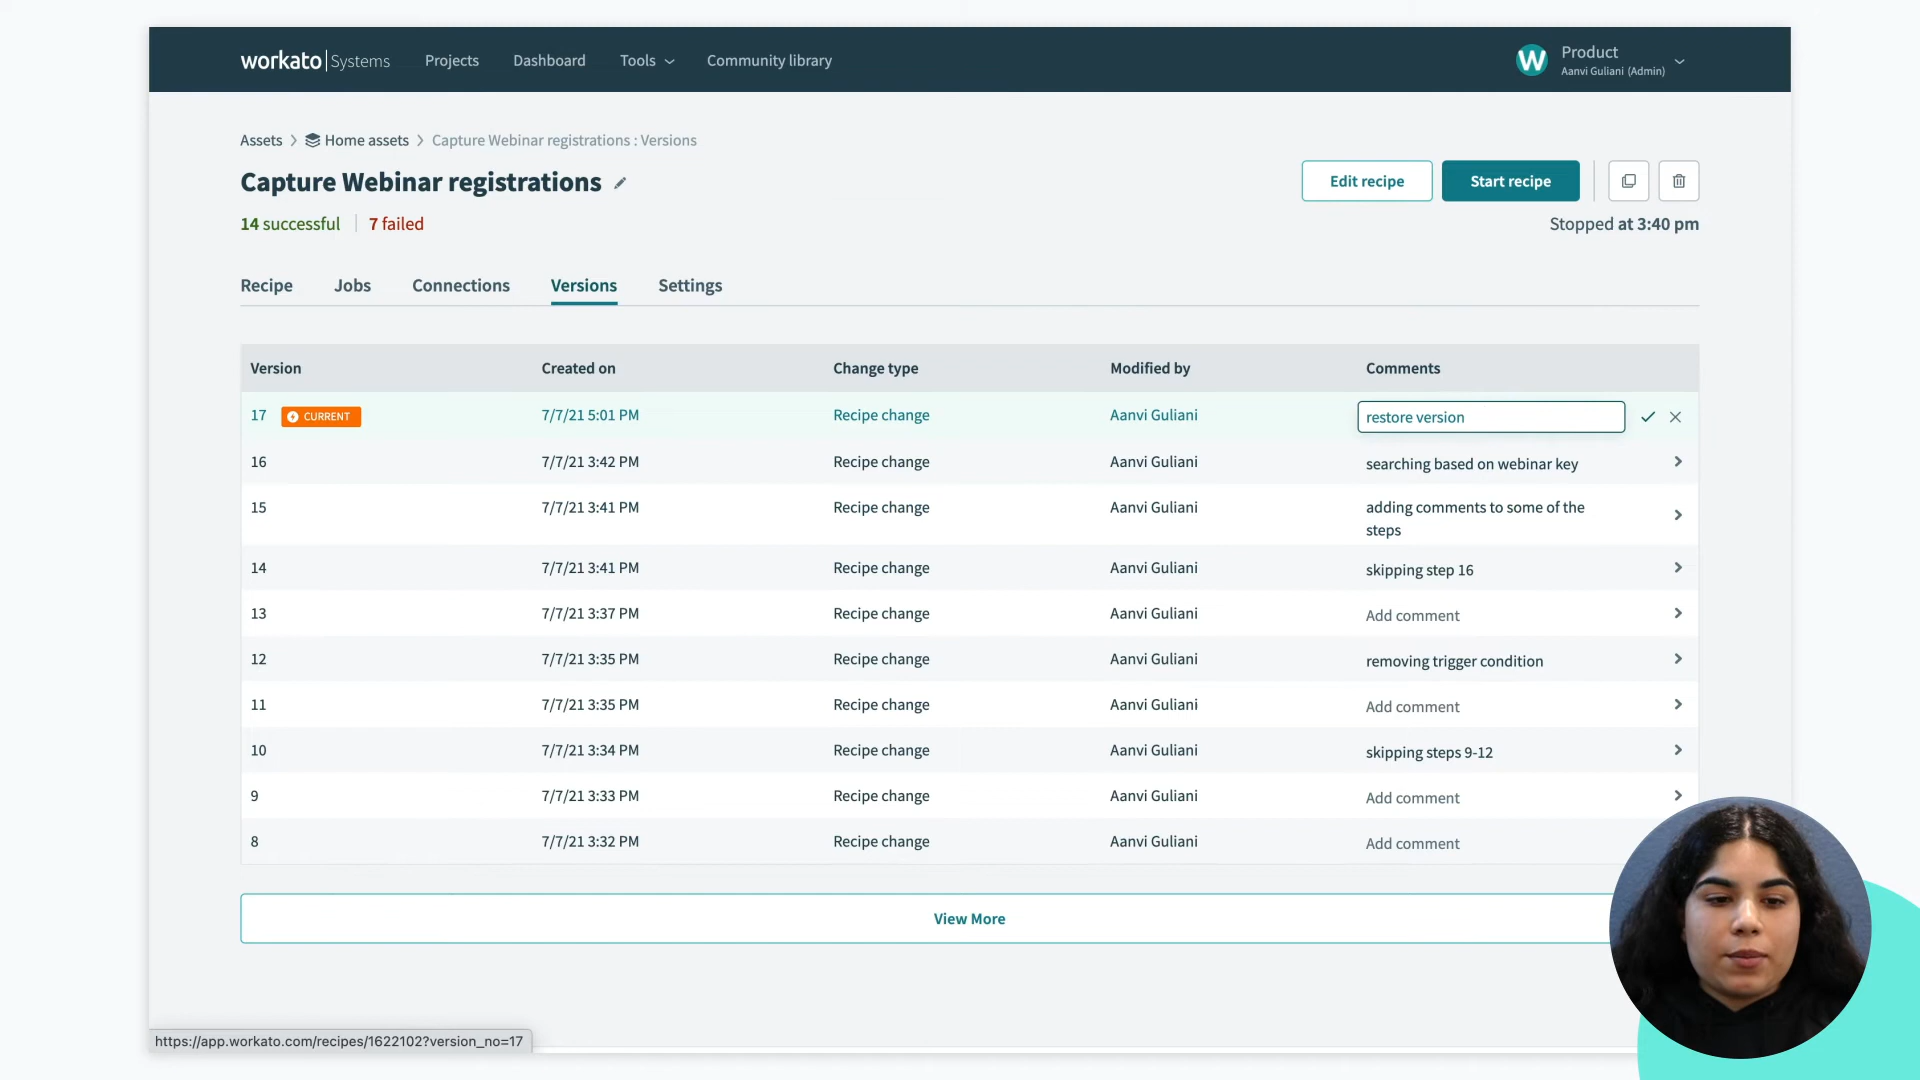 workato Systems Projects Dashboard Tools Community library
W Product
Aanvi Guliani (Admin)
Assets Home assets Capture Webinar registrations : Versions
Capture Webinar registrations
Edit recipe Start recipe
14 successful 7 failed
Stopped at 3:40 pm
Recipe Jobs Connections Versions Settings
Version Created on Change type Modified by Comments
17 CURRENT 7/7/21 5:01 PM Recipe change Aanvi Guliani restore version
16 7/7/21 3:42 PM Recipe change Aanvi Guliani searching based on webinar key
15 7/7/21 3:41 PM Recipe change Aanvi Guliani adding comments to some of the
steps
14 7/7/21 3:41 PM Recipe change Aanvi Guliani skipping step 16
13 7/7/21 3:37 PM Recipe change Aanvi Guliani Add comment
12 7/7/21 3:35 PM Recipe change Aanvi Guliani removing trigger condition
11 7/7/21 3:35 PM Recipe change Aanvi Guliani Add comment
10 7/7/21 3:34 PM Recipe change Aanvi Guliani skipping steps 9-12
9 7/7/21 3:33 PM Recipe change Aanvi Guliani Add comment
8 7/7/21 3:32 PM Recipe change Aanvi Guliani Add comment
View More
https://app.workato.com/recipes/1622102?version_no=17